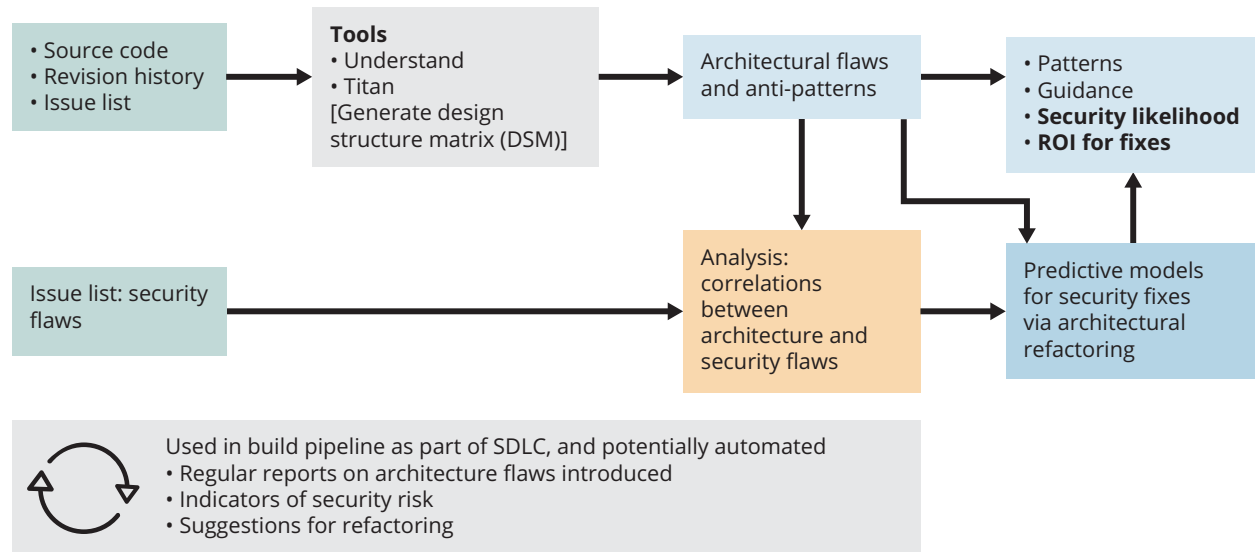 • Source code
• Revision history
• Issue list
Tools
• Understand
• Titan
[Generate design
structure matrix (DSM)]
Architectural flaws
and anti-patterns
• Patterns
• Guidance
• Security likelihood
• ROI for fixes
Issue list: security
flaws
Analysis:
correlations
between
architecture and
security flaws
Predictive models
for security fixes
via architectural
refactoring
Used in build pipeline as part of SDLC, and potentially automated
• Regular reports on architecture flaws introduced
• Indicators of security risk
• Suggestions for refactoring